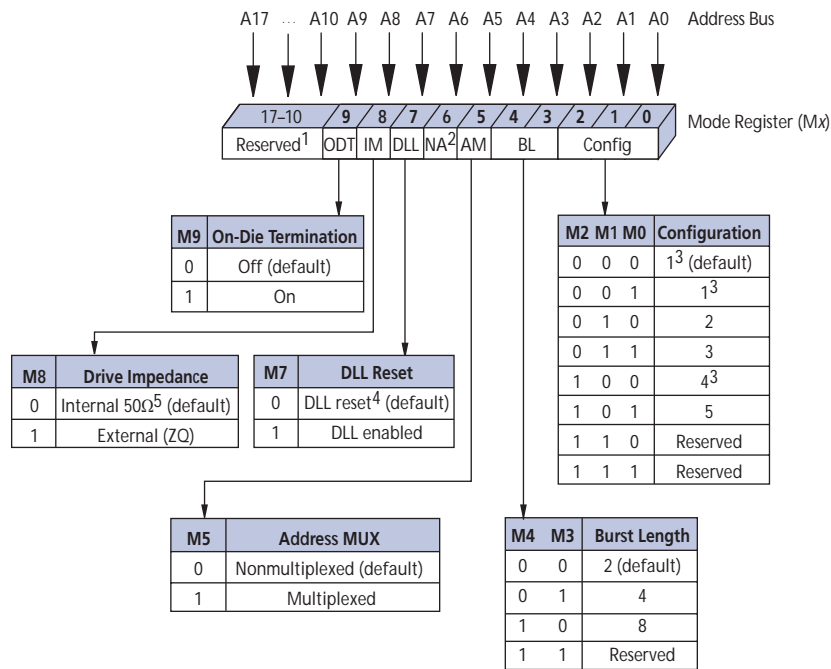 A17 ... A10 A9 A8 A7 A6 A5 A4 A3 A2 A1 A0 Address Bus
17–10 9 8 7 6 5 4 3 2 1 0 Mode Register (Mx)
Reserved1 ODT IM DLL NA2 AM BL Config
M9 On-Die Termination
0 Off (default)
1 On
M2 M1 M0 Configuration
0 0 0 13 (default)
0 0 1 13
0 1 0 2
0 1 1 3
1 0 0 43
1 0 1 5
1 1 0 Reserved
1 1 1 Reserved
M8 Drive Impedance
0 Internal 50Ω5 (default)
1 External (ZQ)
M7 DLL Reset
0 DLL reset4 (default)
1 DLL enabled
M5 Address MUX
0 Nonmultiplexed (default)
1 Multiplexed
M4 M3 Burst Length
0 0 2 (default)
0 1 4
1 0 8
1 1 Reserved